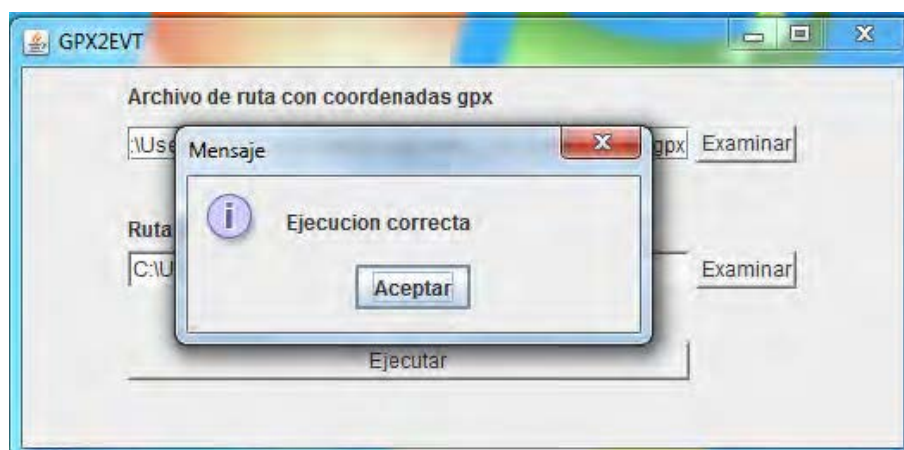 GPX2EVT
Archivo de ruta con coordenadas gpx
:\Use
gpx
Examinar
Mensaje
Ejecucion correcta
Aceptar
Ruta
C:\U
Examinar
Ejecutar